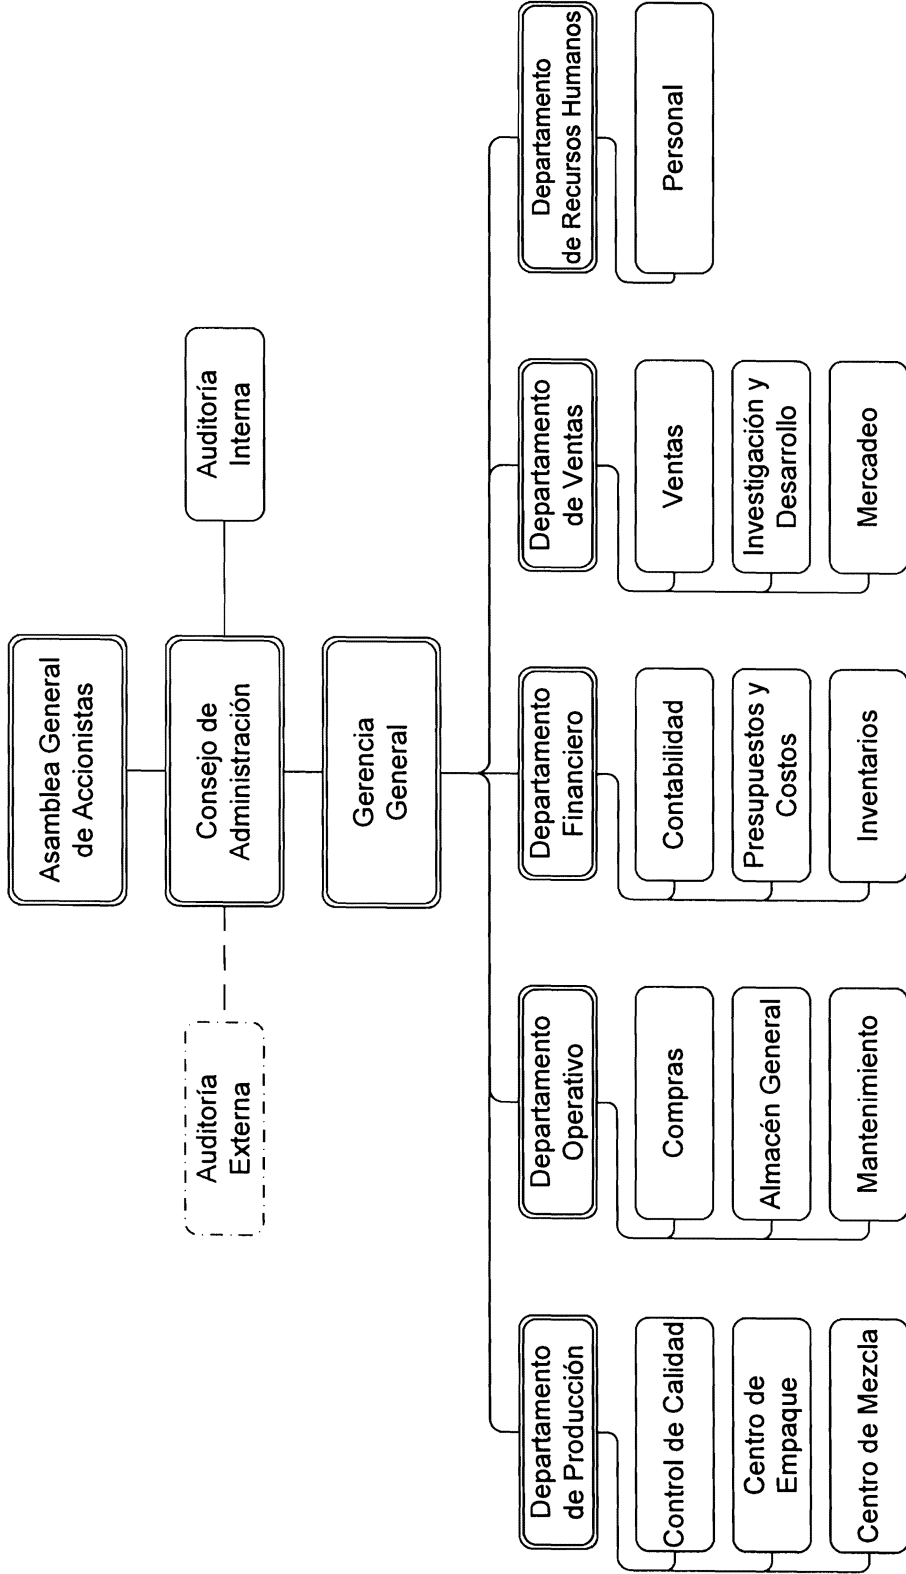 Asamblea General
de Accionistas
Auditoría
Externa
Consejo de
Administración
Auditoría
Interna
Gerencia
General
Departamento
de Producción
Departamento
Operativo
Departamento
Financiero
Departamento
de Ventas
Departamento
de Recursos Humanos
Control de Calidad
Compras
Contabilidad
Ventas
Personal
Centro de
Empaque
Almacén General
Presupuestos y
Costos
Investigación y
Desarrollo
Centro de Mezcla
Mantenimiento
Inventarios
Mercadeo